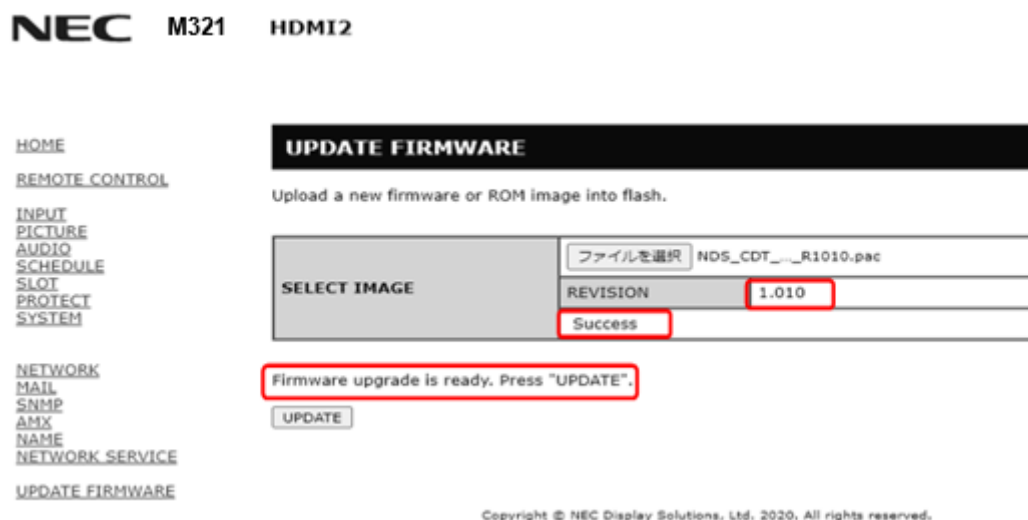 NEC M321 HDMI2
HOME
REMOTE CONTROL
INPUT
PICTURE
AUDIO
SCHEDULE
SLOT
PROTECT
SYSTEM
NETWORK
MAIL
SNMP
AMX
NAME
NETWORK SERVICE
UPDATE FIRMWARE
UPDATE FIRMWARE
Upload a new firmware or ROM image into flash.
SELECT IMAGE
ファイルを選択 NDS_CDT_..._R1010.pac
REVISION 1.010
Success
Firmware upgrade is ready. Press "UPDATE".
UPDATE
Copyright © NEC Display Solutions, Ltd. 2020. All rights reserved.